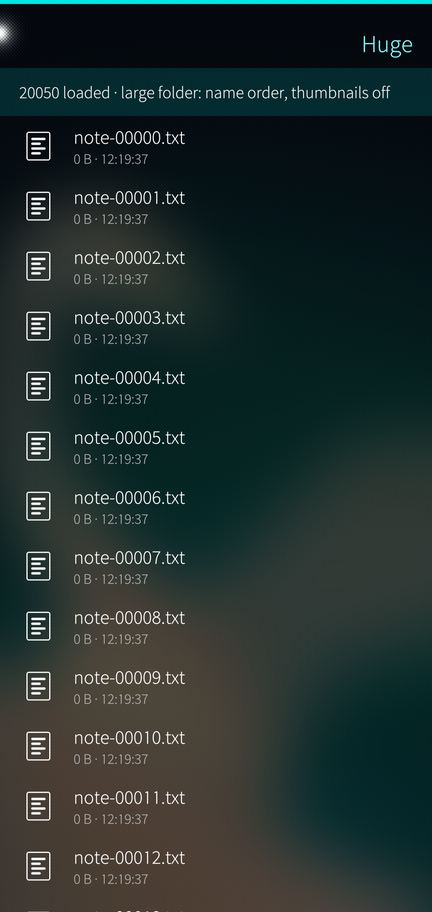 Huge
20050 loaded · large folder: name order, thumbnails off
note-00000.txt
0 B · 12:19:37
note-00001.txt
0 B · 12:19:37
note-00002.txt
0 B · 12:19:37
note-00003.txt
0 B · 12:19:37
note-00004.txt
0 B · 12:19:37
note-00005.txt
0 B · 12:19:37
note-00006.txt
0 B · 12:19:37
note-00007.txt
0 B · 12:19:37
note-00008.txt
0 B · 12:19:37
note-00009.txt
0 B · 12:19:37
note-00010.txt
0 B · 12:19:37
note-00011.txt
0 B · 12:19:37
note-00012.txt
0 B · 12:19:37